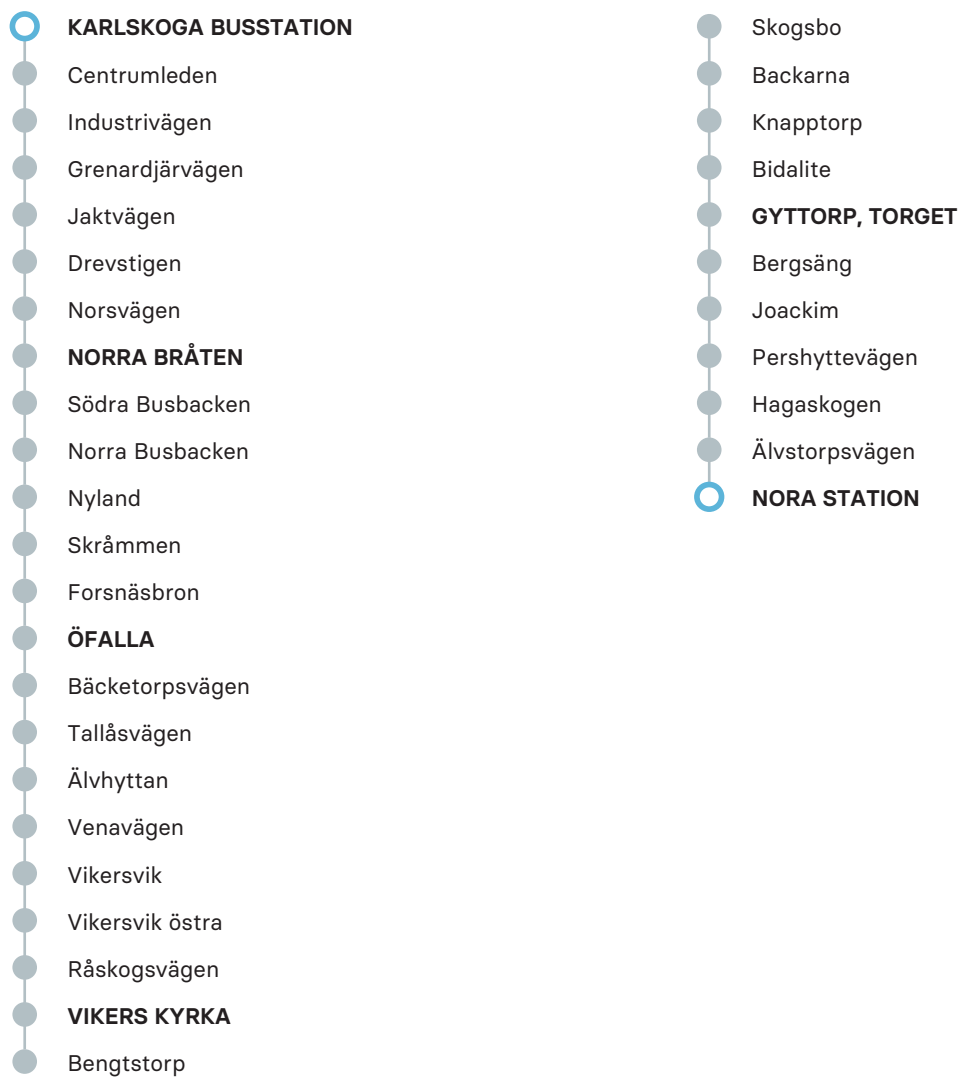 KARLSKOGA BUSSTATION
Centrumleden
Industrivägen
Grenardjärvägen
Jaktvägen
Drevstigen
Norsvägen
NORRA BRÅTEN
Södra Busbacken
Norra Busbacken
Nyland
Skråmmen
Forsnäsbron
ÖFALLA
Bäcketorpsvägen
Tallåsvägen
Älvhyttan
Venavägen
Vikersvik
Vikersvik östra
Råskogsvägen
VIKERS KYRKA
Bengtstorp
Skogsbo
Backarna
Knapptorp
Bidalite
GYTTORP, TORGET
Bergsäng
Joackim
Pershyttevägen
Hagaskogen
Älvstorpsvägen
NORA STATION